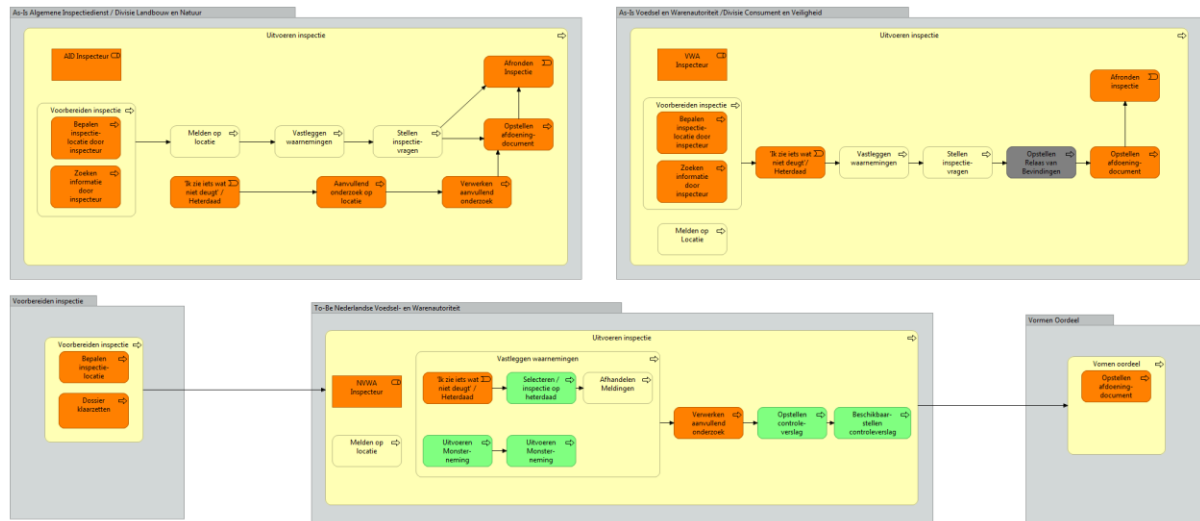 As-Is Algemene Inspectiedienst / Divisie Landbouw en Natuur
Uitvoeren inspectie
AID Inspecteur
Voorbereiden inspectie
Bepalen
inspectie-
locatie door
inspecteur
Zoeken
informatie
door
inspecteur
Melden op
locatie
Vastleggen
waarnemingen
Stellen
inspectie-
vragen
Afronden
Inspectie
Opstellen
afdoening-
document
'Ik zie iets wat
niet deugt' /
Heterdaad
Aanvullend
onderzoek op
locatie
Verwerken
aanvullend
onderzoek
As-Is Voedsel en Warenautoriteit /Divisie Consument en Veiligheid
Uitvoeren inspectie
VWA
Inspecteur
Voorbereiden inspectie
Bepalen
inspectie-
locatie door
inspecteur
Zoeken
informatie
door
inspecteur
Melden op
Locatie
'Ik zie iets wat
niet deugt'/
Heterdaad
Vastleggen
waarnemingen
Stellen
inspectie-
vragen
Opstellen
Relaas van
Bevindingen
Afronden
inspectie
Opstellen
afdoening-
document
Voorbereiden inspectie
Voorbereiden inspectie
Bepalen
inspectie-
locatie
Dossier
klaarzetten
To-Be Nederlandse Voedsel- en Warenautoriteit
Uitvoeren inspectie
NVWA
Inspecteur
Melden op
locatie
Vastleggen waarnemingen
'Ik zie iets wat
niet deugt' /
Heterdaad
Selecteren /
inspectie op
heterdaad
Afhandelen
Meldingen
Uitvoeren
Monster-
neming
Uitvoeren
Monster-
neming
Verwerken
aanvullend
onderzoek
Opstellen
controle-
verslag
Beschikbaar-
stellen
controleverslag
Vormen Oordeel
Vomen oordeel
Opstellen
afdoening-
document